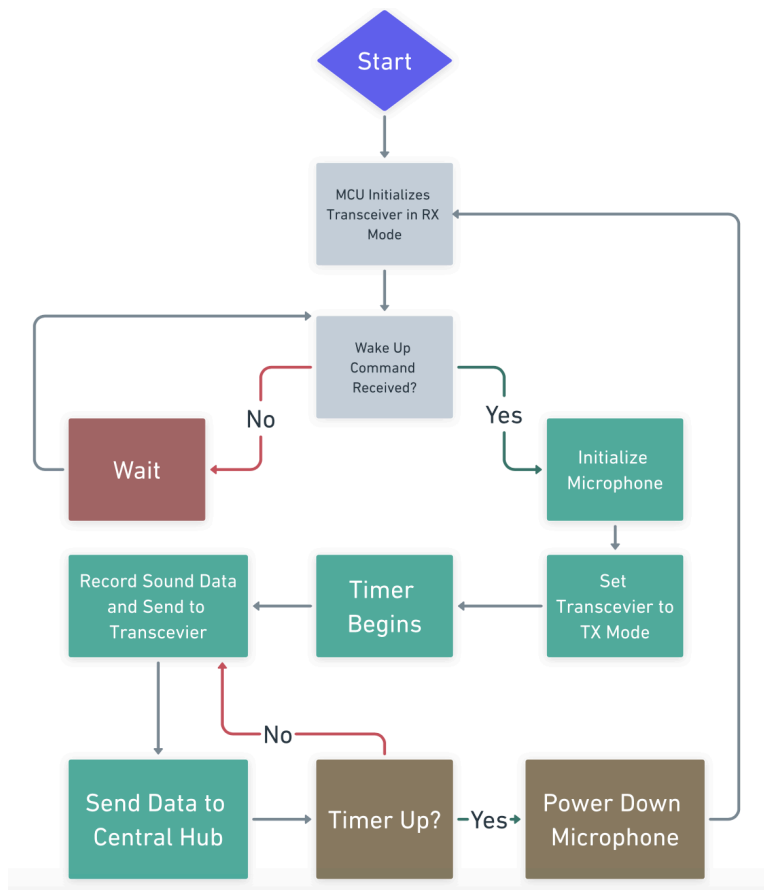 Start
MCU Initializes
Transceiver in RX
Mode
Wake Up
Command
Received?
No
Yes
Wait
Initialize
Microphone
Record Sound Data
and Send to
Transcevier
Timer
Begins
Set
Transcevier to
TX Mode
No
Send Data to
Central Hub
Timer Up?
Yes
Power Down
Microphone